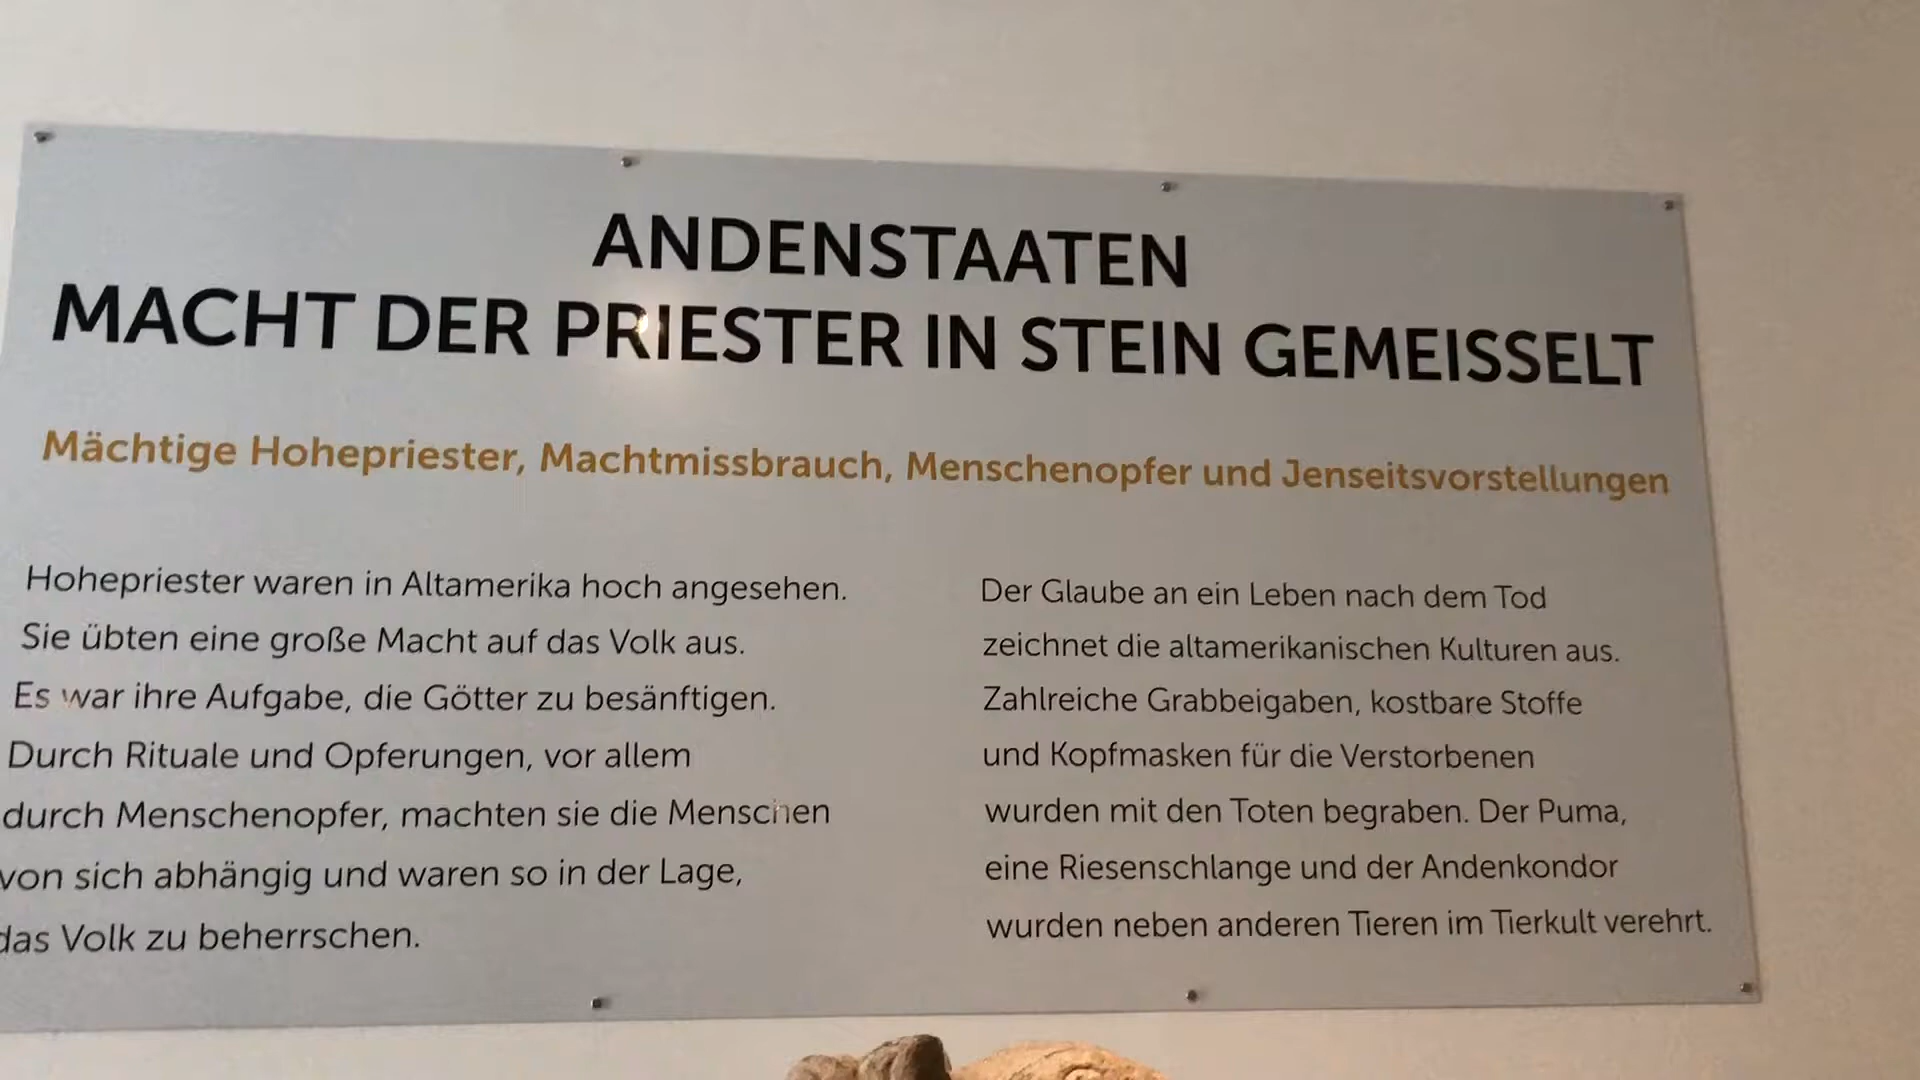 ANDENSTAATEN
MACHT DER PRIESTER IN STEIN GEMEISSELT
Mächtige Hohepriester, Machtmissbrauch, Menschenopfer und Jenseitsvorstellungen
Hohepriester waren in Altamerika hoch angesehen.
Sie übten eine große Macht auf das Volk aus.
Es war ihre Aufgabe, die Götter zu besänftigen.
Durch Rituale und Opferungen, vor allem
durch Menschenopfer, machten sie die Menschen
von sich abhängig und waren so in der Lage,
das Volk zu beherrschen.
Der Glaube an ein Leben nach dem Tod
zeichnet die altamerikanischen Kulturen aus.
Zahlreiche Grabbeigaben, kostbare Stoffe
und Kopfmasken für die Verstorbenen
wurden mit den Toten begraben. Der Puma,
eine Riesenschlange und der Andenkondor
wurden neben anderen Tieren im Tierkult verehrt.